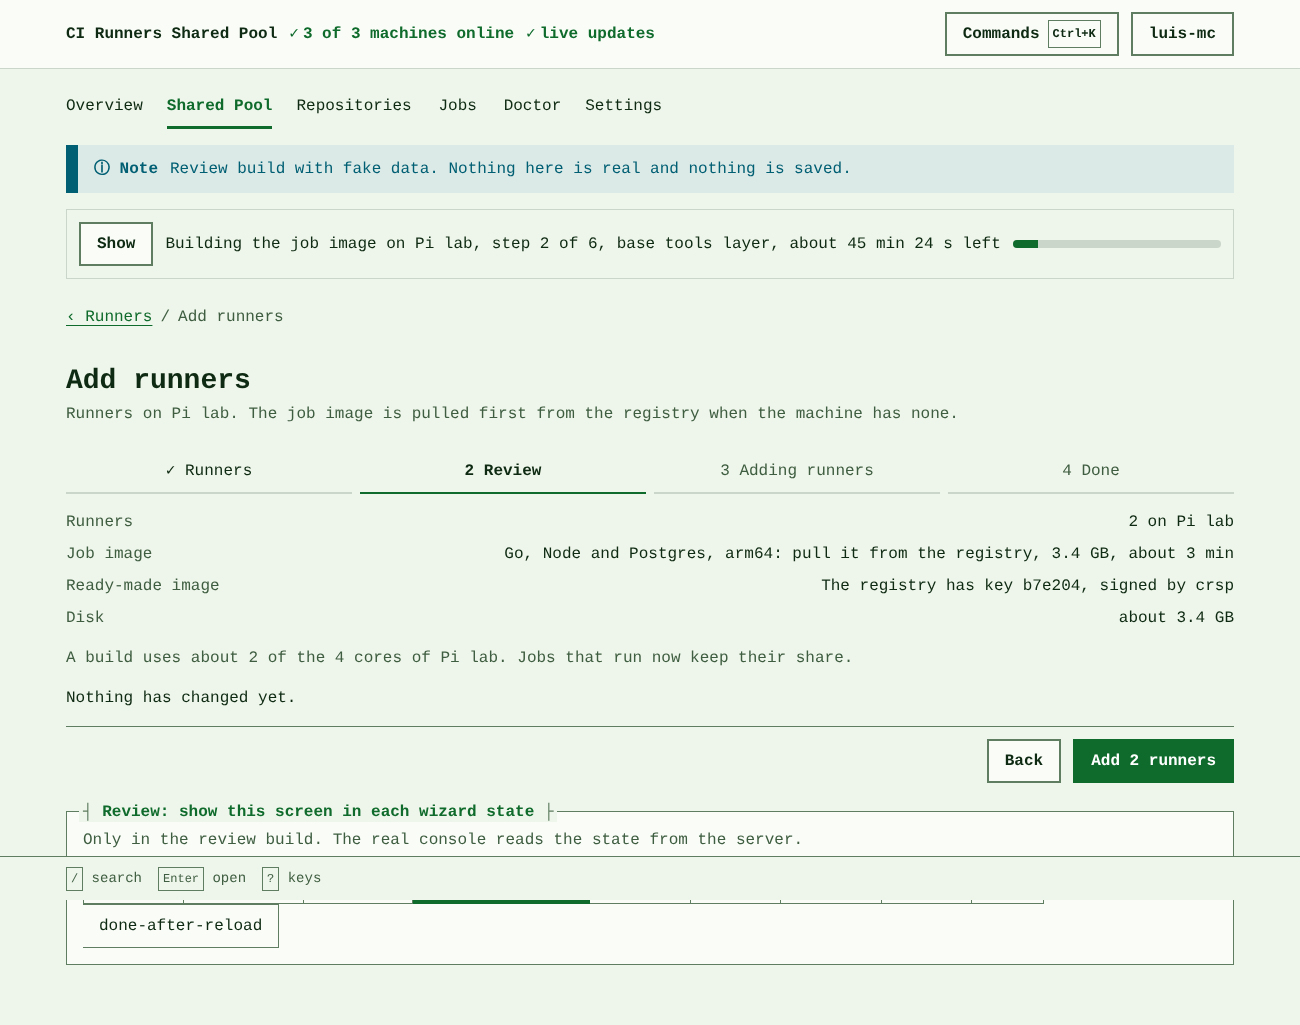 CI Runners Shared Pool ✓ 3 of 3 machines online ✓ live updates Commands Ctrl+K luis-mc
Overview Shared Pool Repositories Jobs Doctor Settings
ⓘ Note Review build with fake data. Nothing here is real and nothing is saved.
Show Building the job image on Pi lab, step 2 of 6, base tools layer, about 45 min 24 s left
‹ Runners / Add runners
Add runners
Runners on Pi lab. The job image is pulled first from the registry when the machine has none.
✓ Runners 2 Review 3 Adding runners 4 Done
Runners 2 on Pi lab
Job image Go, Node and Postgres, arm64: pull it from the registry, 3.4 GB, about 3 min
Ready-made image The registry has key b7e204, signed by crsp
Disk about 3.4 GB
A build uses about 2 of the 4 cores of Pi lab. Jobs that run now keep their share.
Nothing has changed yet.
Back Add 2 runners
Review: show this screen in each wizard state
Only in the review build. The real console reads the state from the server.
/ search Enter open ? keys
done-after-reload